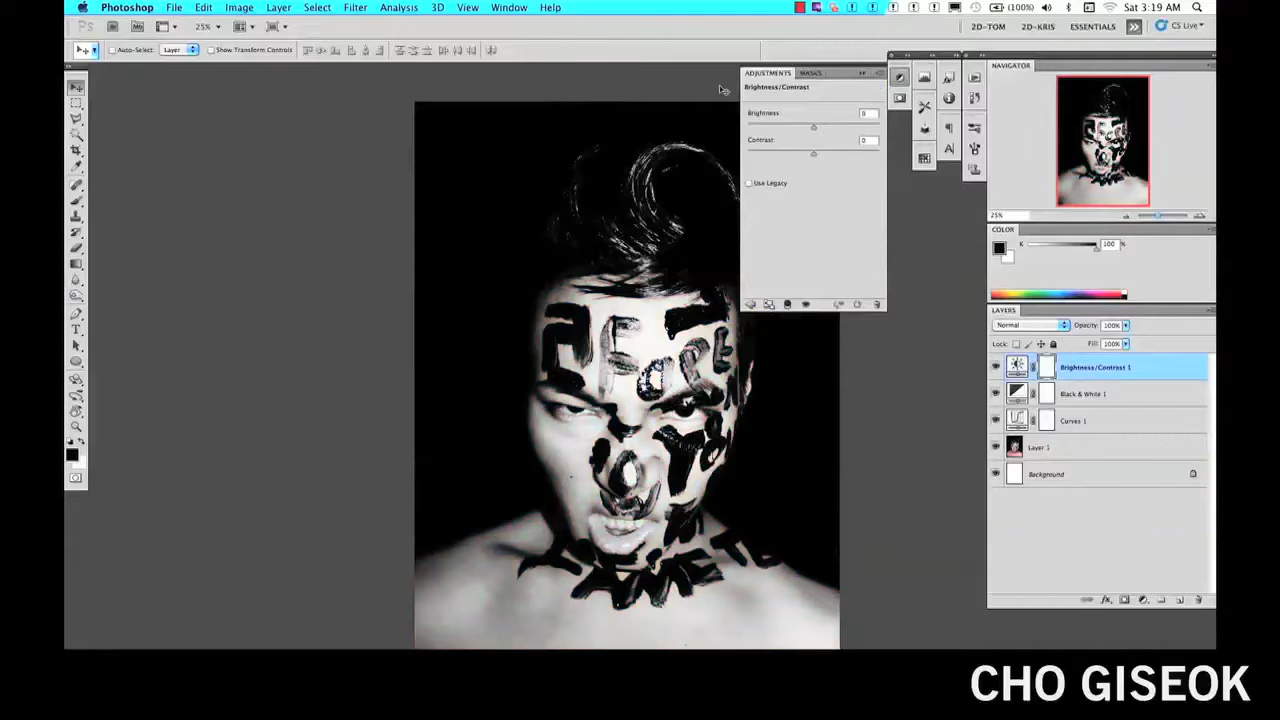 Photoshop File Edit Image Layer Select Filter Analysis 3D View Window Help (100%) Sat 3:19 AM
Ps Mb 25% 2D-TOM 2D-KRIS ESSENTIALS CS Live
Auto-Select: Layer Show Transform Controls
ADJUSTMENTS MASKS
Brightness/Contrast
Brightness: 0
Contrast: 0
Use Legacy
NAVIGATOR
25%
COLOR
K 100 %
LAYERS
Normal Opacity: 100%
Lock: Fill: 100%
Brightness/Contrast 1
Black & White 1
Curves 1
Layer 1
Background
CHO GISEOK